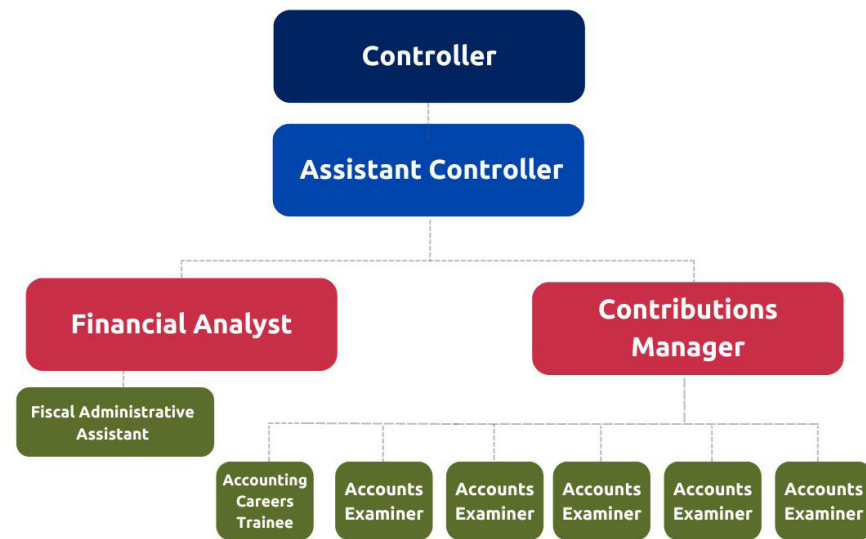 Controller
Assistant Controller
Financial Analyst
Contributions
Manager
Fiscal Administrative
Assistant
Accounting
Careers
Trainee
Accounts
Examiner
Accounts
Examiner
Accounts
Examiner
Accounts
Examiner
Accounts
Examiner